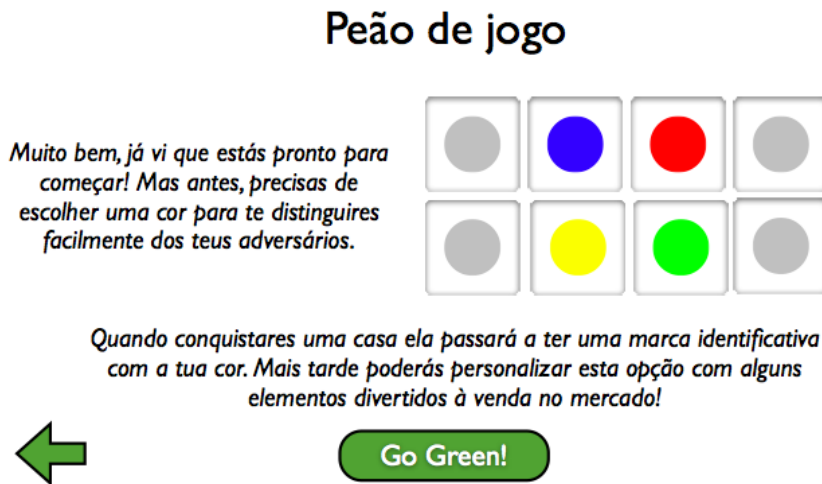 Peão de jogo
Muito bem, já vi que estás pronto para
começar! Mas antes, precisas de
escolher uma cor para te distinguires
facilmente dos teus adversários.
Quando conquistares uma casa ela passará a ter uma marca identificativa
com a tua cor. Mais tarde poderás personalizar esta opção com alguns
elementos divertidos à venda no mercado!
Go Green!